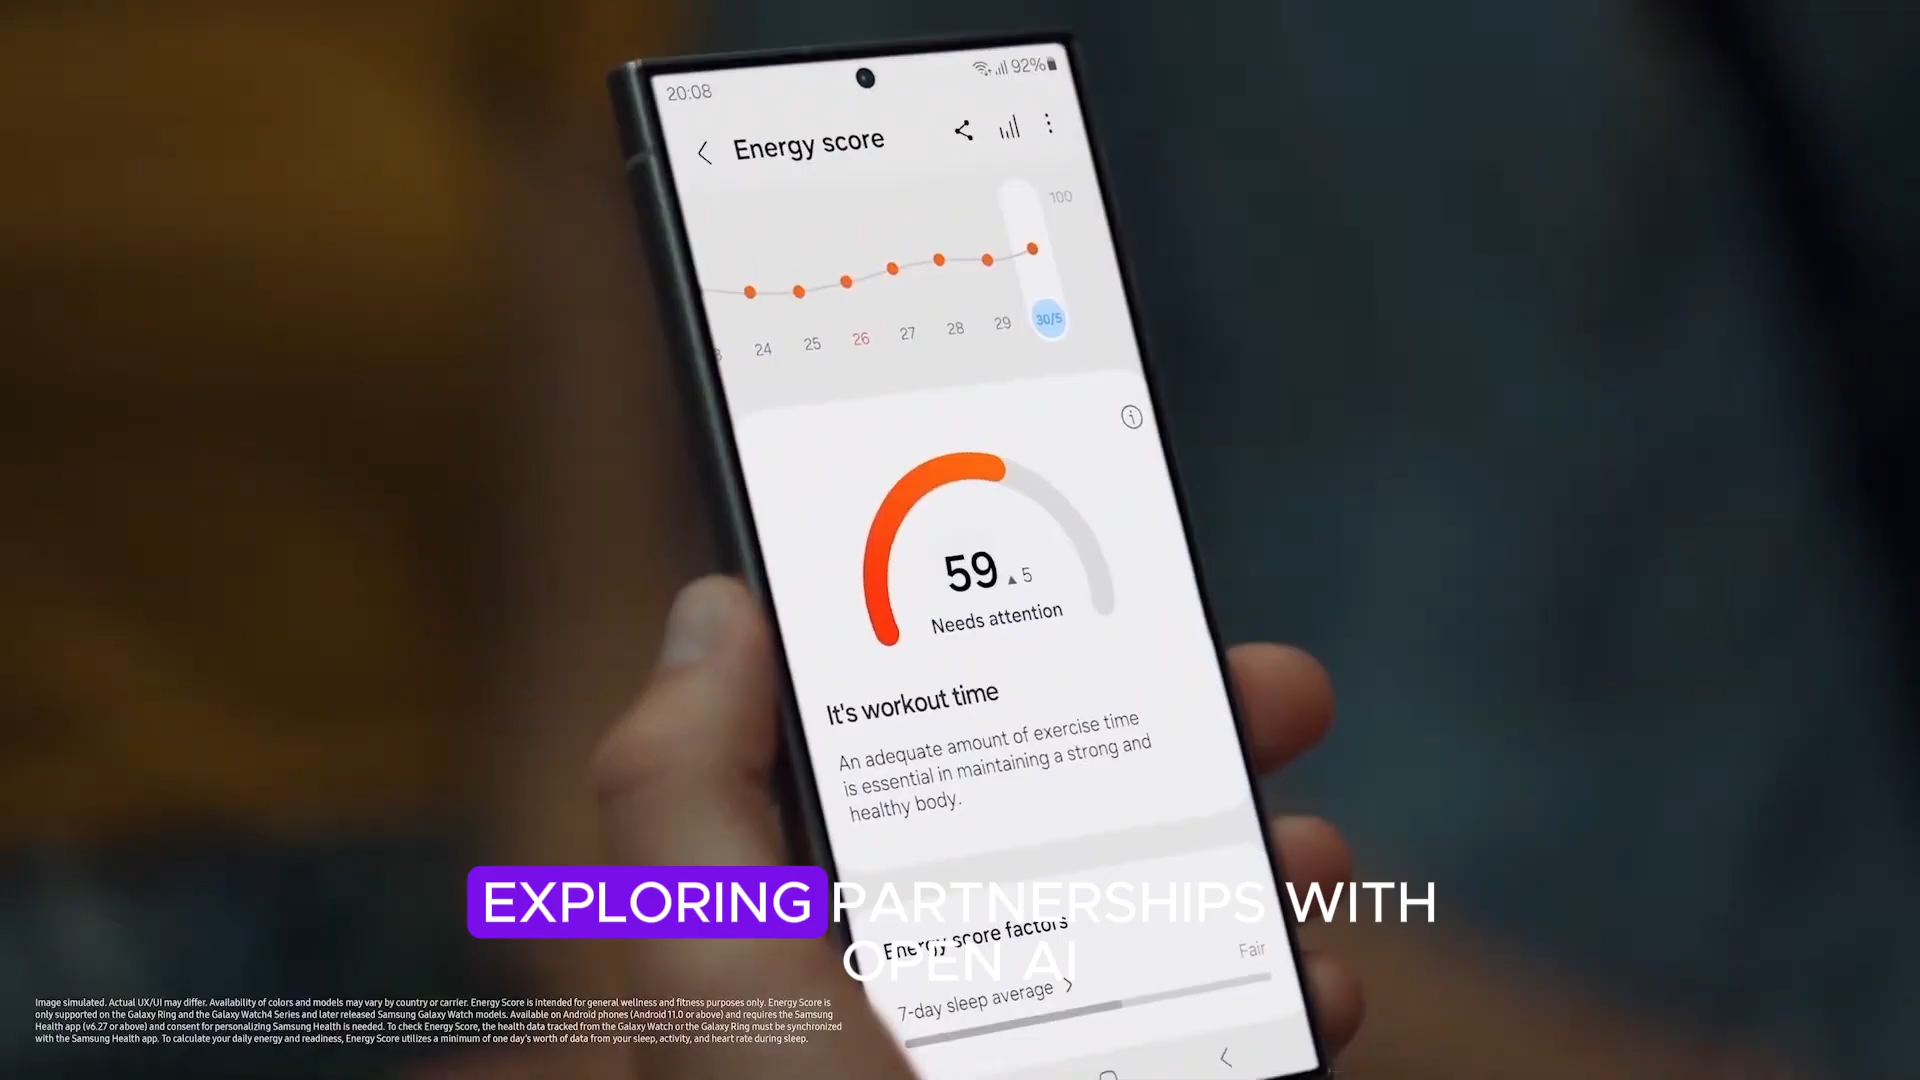 20:08
92%
Energy score
100
24 25 26 27 28 29 30/5
59 ▲ 5
Needs attention
It's workout time
An adequate amount of exercise time
is essential in maintaining a strong and
healthy body.
EXPLORING PARTNERSHIPS WITH
OPEN AI
Energy score factors
Fair
7-day sleep average >
Image simulated. Actual UX/UI may differ. Availability of colors and models may vary by country or carrier. Energy Score is intended for general wellness and fitness purposes only. Energy Score is
only supported on the Galaxy Ring and the Galaxy Watch4 Series and later released Samsung Galaxy Watch models. Available on Android phones (Android 11.0 or above) and requires the Samsung
Health app (v6.27 or above) and consent for personalizing Samsung Health is needed. To check Energy Score, the health data tracked from the Galaxy Watch or the Galaxy Ring must be synchronized
with the Samsung Health app. To calculate your daily energy and readiness, Energy Score utilizes a minimum of one day's worth of data from your sleep, activity, and heart rate during sleep.